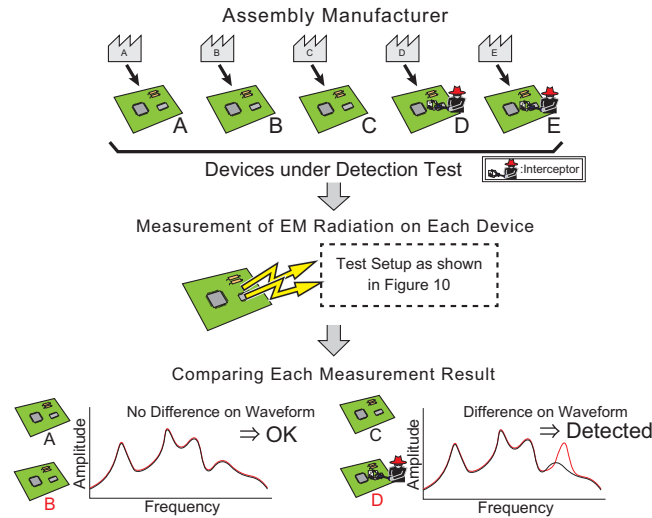 Assembly Manufacturer
A B C D E
A B C D E
Devices under Detection Test
:Interceptor
Measurement of EM Radiation on Each Device
Test Setup as shown
in Figure 10
Comparing Each Measurement Result
A
B
Amplitude
No Difference on Waveform
⇒ OK
Frequency
C
D
Amplitude
Difference on Waveform
⇒ Detected
Frequency